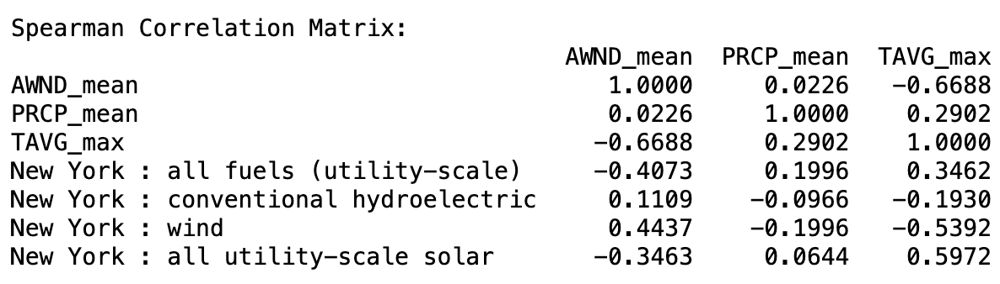 Spearman Correlation Matrix:
                                          AWND_mean  PRCP_mean  TAVG_max
AWND_mean                                    1.0000     0.0226   -0.6688
PRCP_mean                                    0.0226     1.0000    0.2902
TAVG_max                                    -0.6688     0.2902    1.0000
New York : all fuels (utility-scale)        -0.4073     0.1996    0.3462
New York : conventional hydroelectric        0.1109    -0.0966   -0.1930
New York : wind                              0.4437    -0.1996   -0.5392
New York : all utility-scale solar          -0.3463     0.0644    0.5972